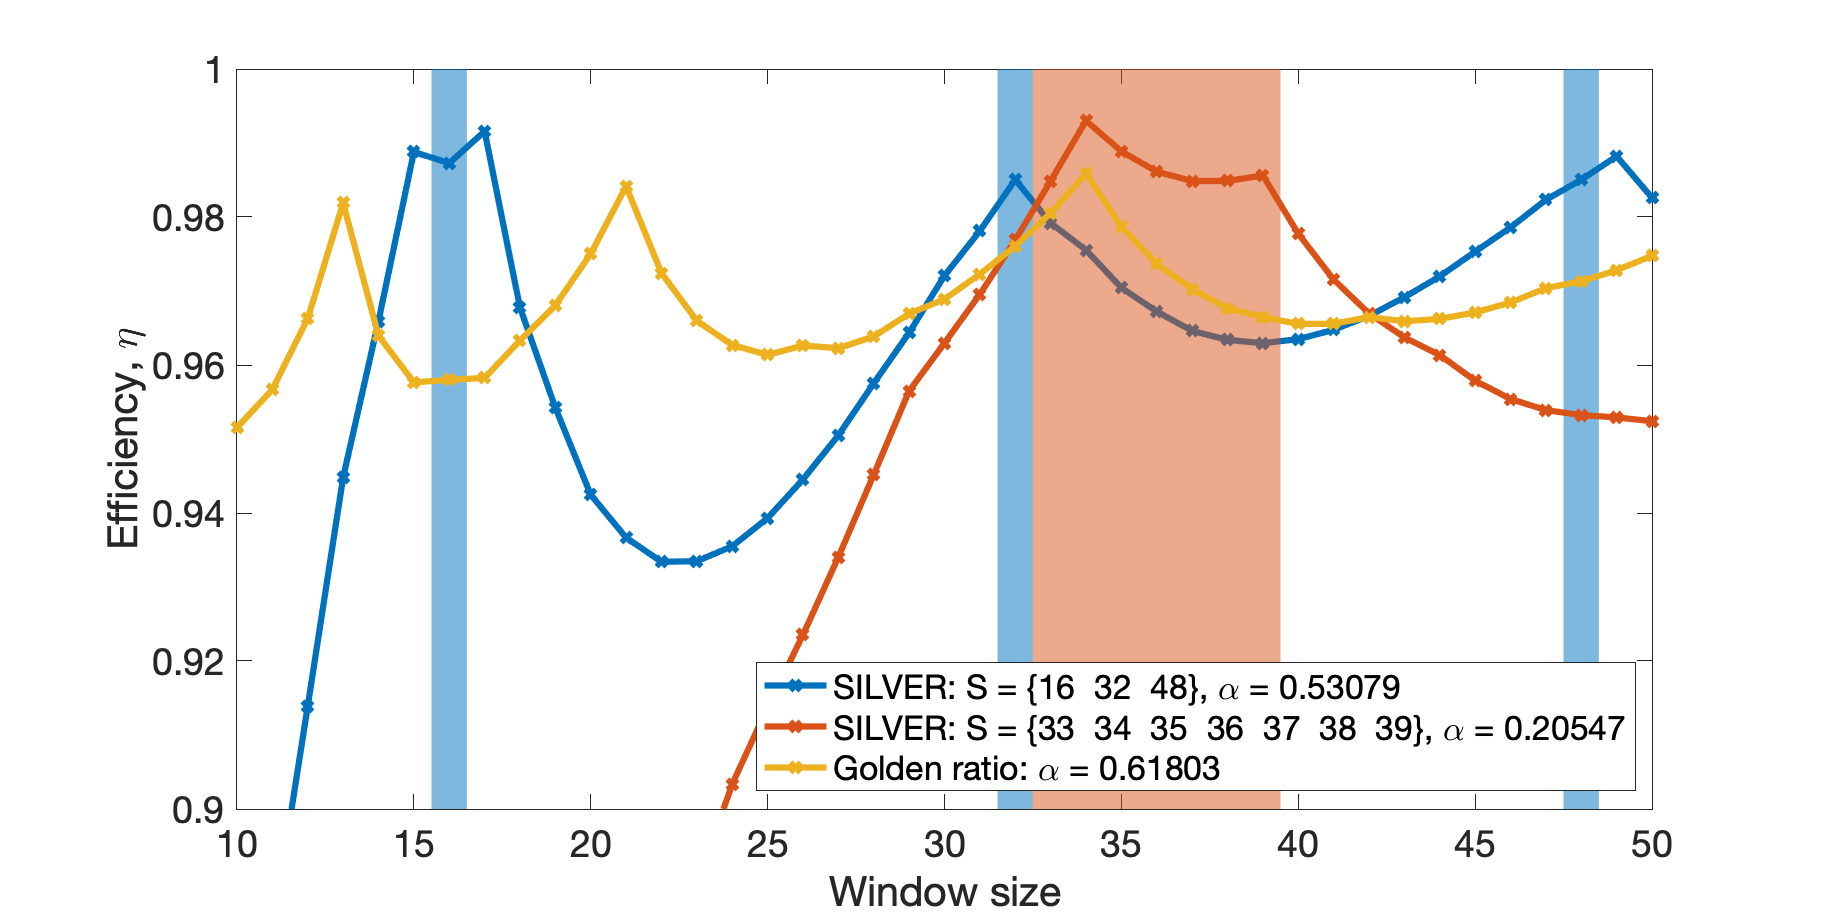 1
0.98
0.96
0.94
0.92
0.9
Efficiency, η
10 15 20 25 30 35 40 45 50
Window size
SILVER: S = {16 32 48}, α = 0.53079
SILVER: S = {33 34 35 36 37 38 39}, α = 0.20547
Golden ratio: α = 0.61803